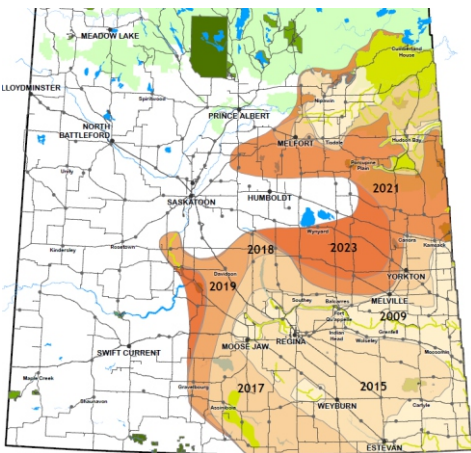 MEADOW LAKE
Cumberland
House
LLOYDMINSTER
Spiritwood
Nipawin
PRINCE ALBERT
NORTH
BATTLEFORD
MELFORT
Tisdale
Hudson Bay
Porcupine
Plain
Unity
2021
SASKATOON
HUMBOLDT
Wynyard
Canora
Kamsack
Kindersley
Rosetown
2018
2023
Davidson
YORKTON
2019
Southey
Balcarres
MELVILLE
Fort
Qu'appelle
2009
Indian
Head
Grenfell
Wolseley
MOOSE JAW
REGINA
SWIFT CURRENT
Moosomin
Maple Creek
Gravelbourg
2017
2015
Shaunavon
Assiniboia
WEYBURN
Carlyle
ESTEVAN